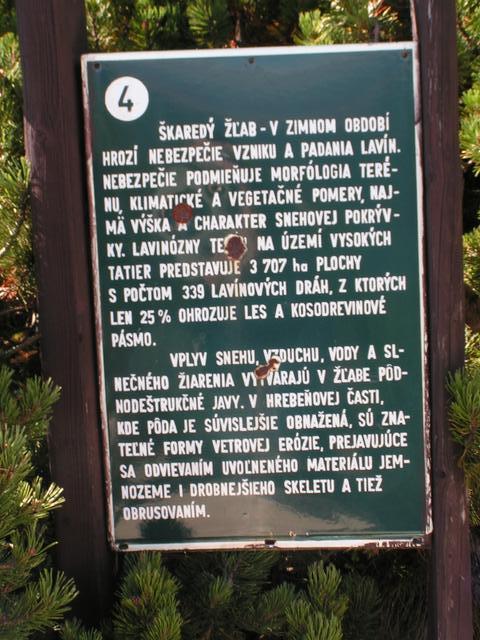 4
ŠKAREDÝ ŽĽAB - V ZIMNOM OBDOBÍ
HROZÍ NEBEZPEČIE VZNIKU A PADANIA LAVÍN.
NEBEZPEČIE PODMIEŇUJE MORFÓLOGIA TERÉ-
NU, KLIMATICKÉ A VEGETAČNÉ POMERY, NAJ-
MÄ VÝŠKA A CHARAKTER SNEHOVEJ POKRÝV-
KY. LAVINÓZNY NA ÚZEMÍ VYSOKÝCH
TATIER PREDSTAVUJE 3 707 ha PLOCHY
S POČTOM 339 LAVÍNOVÝCH DRÁH, Z KTORÝCH
LEN 25 % OHROZUJE LES A KOSODREVINOVÉ
PÁSMO.
VPLYV SNEHU, VZDUCHU, VODY A SL-
NEČNÉHO ŽIARENIA VYTVÁRAJÚ V ŽĽABE PÔD-
NODEŠTRUKČNÉ JAVY. V HREBEŇOVEJ ČASTI,
KDE PÔDA JE SÚVISLEJŠIE OBNAŽENÁ, SÚ ZNA-
TEĽNÉ FORMY VETROVEJ ERÓZIE, PREJAVUJÚCE
SA ODVIEVANÍM UVOĽNENÉHO MATERIÁLU JEM-
NOZEME I DROBNEJŠIEHO SKELETU A TIEŽ
OBRUSOVANÍM.